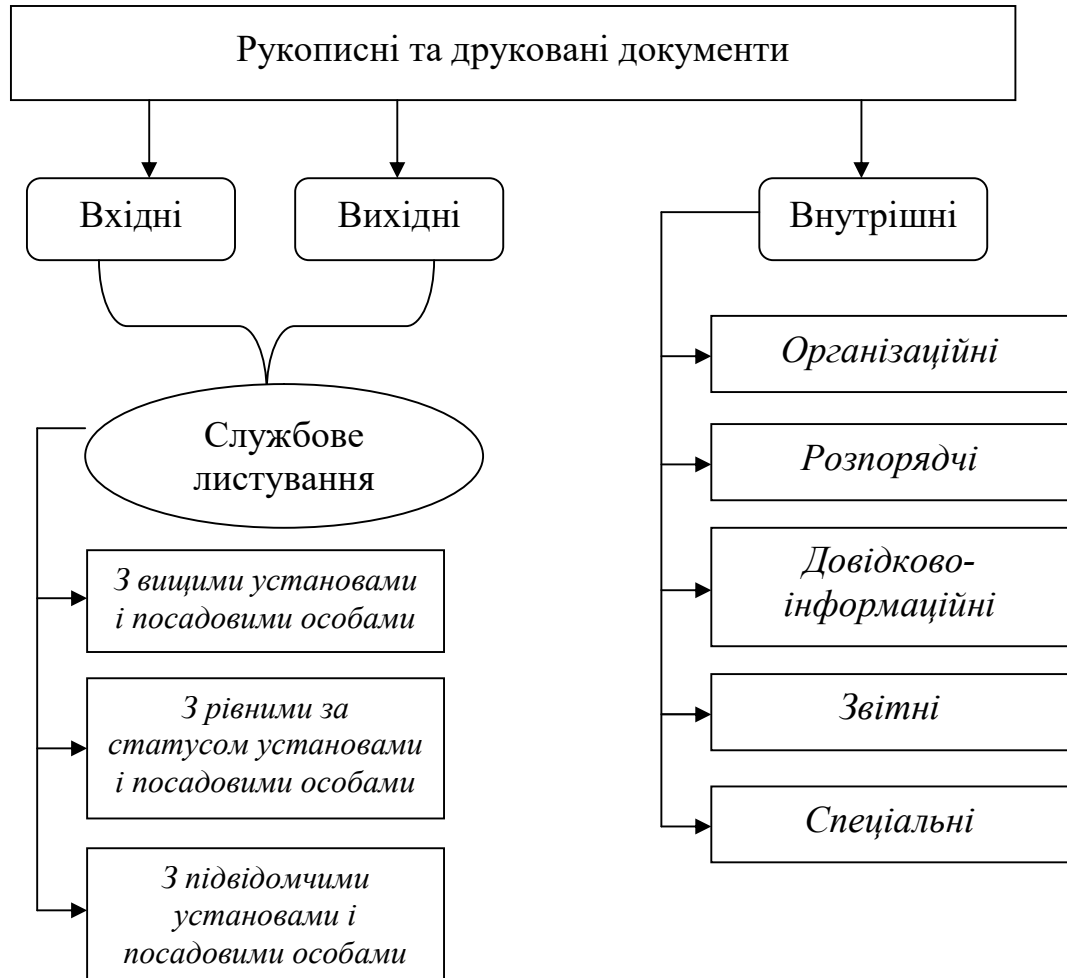 Рукописні та друковані документи
Вхідні
Вихідні
Внутрішні
Службове
листування
З вищими установами
і посадовими особами
З рівними за
статусом установами
і посадовими особами
З підвідомчими
установами і
посадовими особами
Організаційні
Розпорядчі
Довідково-
інформаційні
Звітні
Спеціальні